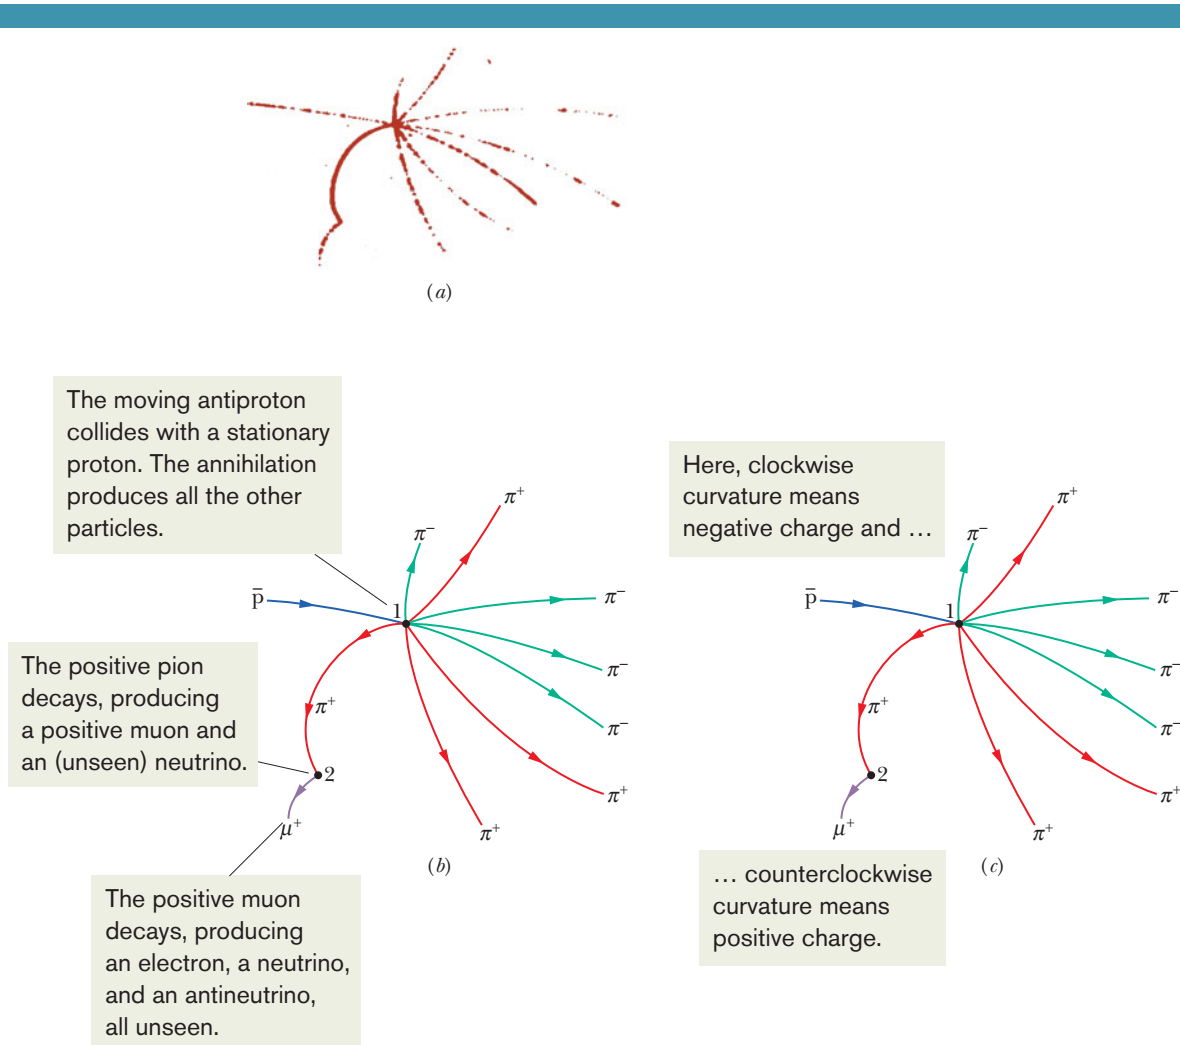 (a)
The moving antiproton
collides with a stationary
proton. The annihilation
produces all the other
particles.
π⁺
π⁻
p̄
1
π⁻
π⁻
π⁻
π⁺
π⁺
π⁺
2
μ⁺
The positive pion
decays, producing
a positive muon and
an (unseen) neutrino.
The positive muon
decays, producing
an electron, a neutrino,
and an antineutrino,
all unseen.
(b)
Here, clockwise
curvature means
negative charge and …
π⁺
π⁻
p̄
1
π⁻
π⁻
π⁻
π⁺
π⁺
π⁺
2
μ⁺
… counterclockwise
curvature means
positive charge.
(c)